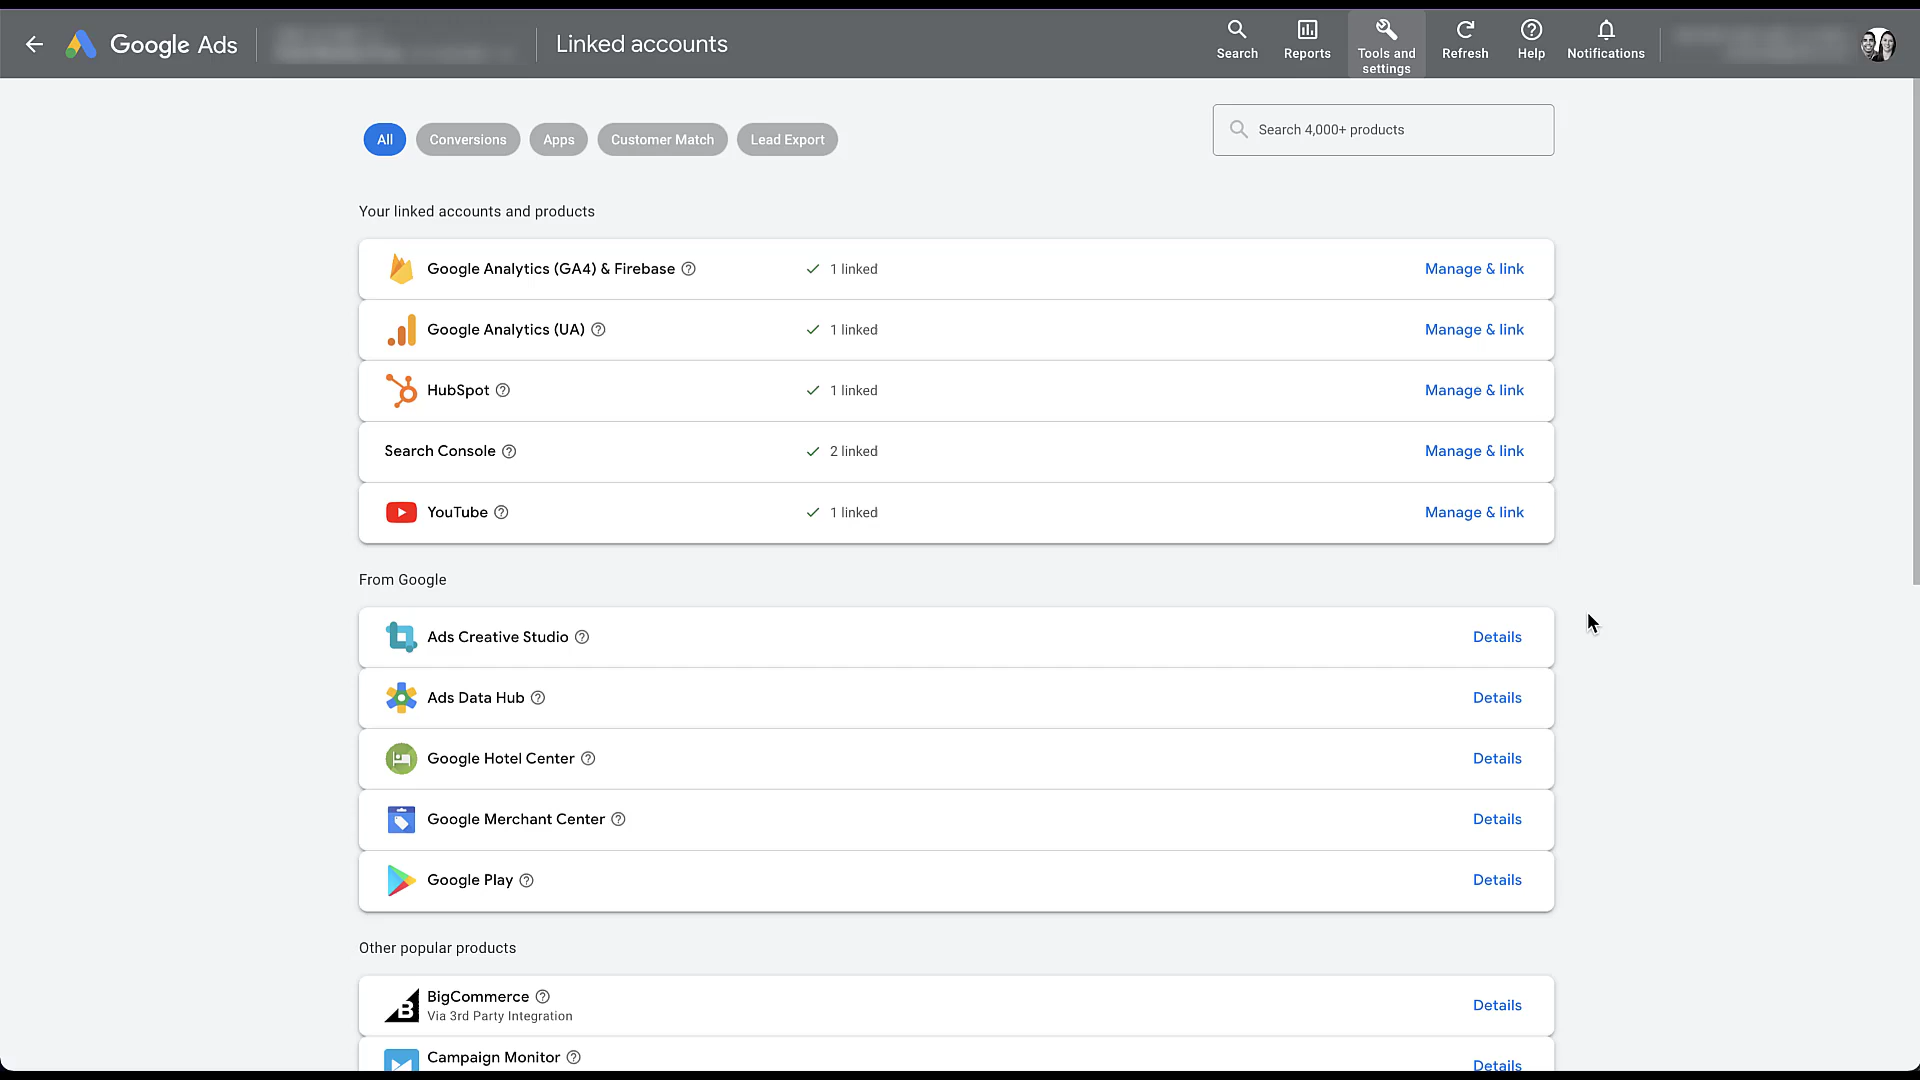 Google Ads
Linked accounts
Search
Reports
Tools and
settings
Refresh
Help
Notifications
All
Conversions
Apps
Customer Match
Lead Export
Search 4,000+ products
Your linked accounts and products
Google Analytics (GA4) & Firebase
1 linked
Manage & link
Google Analytics (UA)
1 linked
Manage & link
HubSpot
1 linked
Manage & link
Search Console
2 linked
Manage & link
YouTube
1 linked
Manage & link
From Google
Ads Creative Studio
Details
Ads Data Hub
Details
Google Hotel Center
Details
Google Merchant Center
Details
Google Play
Details
Other popular products
BigCommerce
Via 3rd Party Integration
Details
Campaign Monitor
Details